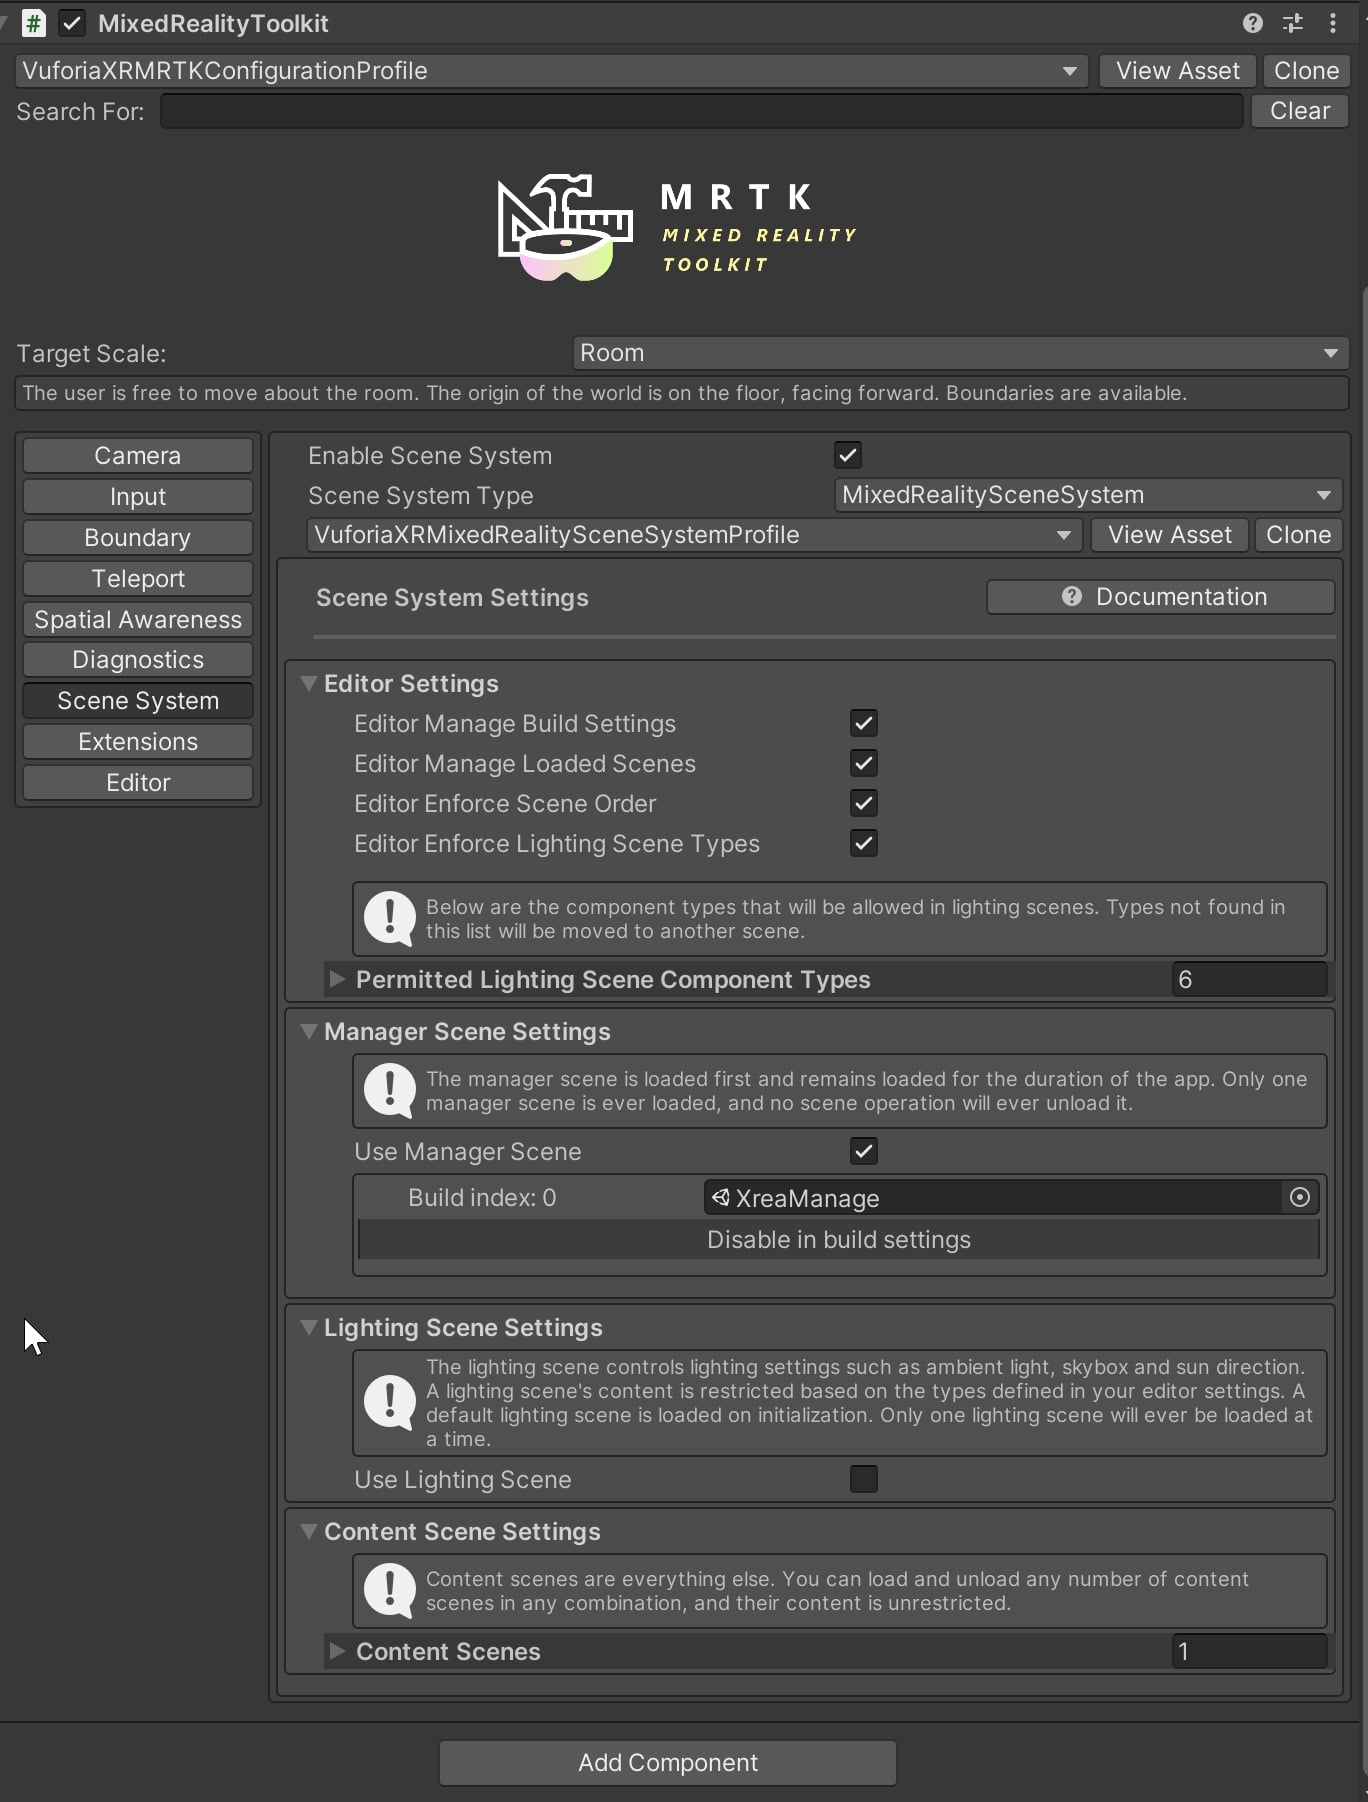 # MixedRealityToolkit
VuforiaXRMRTKConfigurationProfile View Asset Clone
Search For: Clear
MRTK
MIXED REALITY
TOOLKIT
Target Scale: Room
The user is free to move about the room. The origin of the world is on the floor, facing forward. Boundaries are available.
Camera
Input
Boundary
Teleport
Spatial Awareness
Diagnostics
Scene System
Extensions
Editor
Enable Scene System
Scene System Type MixedRealitySceneSystem
VuforiaXRMixedRealitySceneSystemProfile View Asset Clone
Scene System Settings Documentation
Editor Settings
Editor Manage Build Settings
Editor Manage Loaded Scenes
Editor Enforce Scene Order
Editor Enforce Lighting Scene Types
Below are the component types that will be allowed in lighting scenes. Types not found in
this list will be moved to another scene.
Permitted Lighting Scene Component Types 6
Manager Scene Settings
The manager scene is loaded first and remains loaded for the duration of the app. Only one
manager scene is ever loaded, and no scene operation will ever unload it.
Use Manager Scene
Build index: 0 XreaManage
Disable in build settings
Lighting Scene Settings
The lighting scene controls lighting settings such as ambient light, skybox and sun direction.
A lighting scene's content is restricted based on the types defined in your editor settings. A
default lighting scene is loaded on initialization. Only one lighting scene will ever be loaded at
a time.
Use Lighting Scene
Content Scene Settings
Content scenes are everything else. You can load and unload any number of content
scenes in any combination, and their content is unrestricted.
Content Scenes 1
Add Component